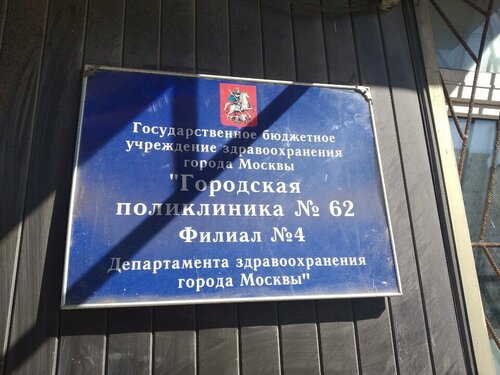 Государственное бюджетное
учреждение здравоохранения
города Москвы
"Городская
поликлиника № 62
Филиал №4
Департамента здравоохранения
города Москвы"